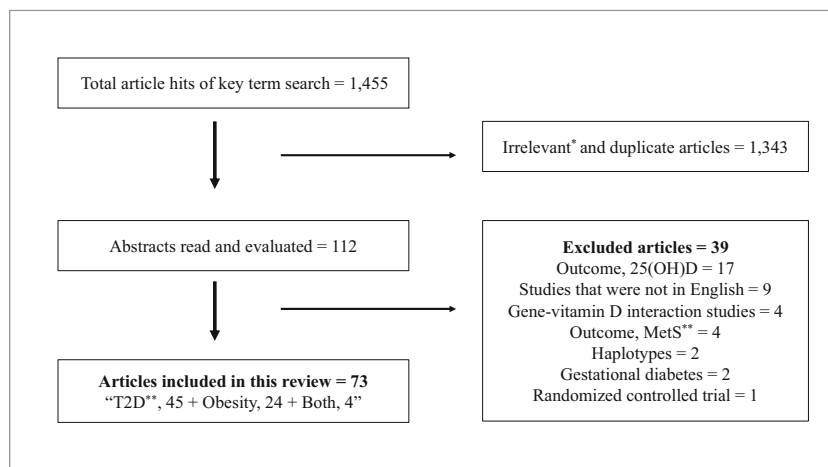 Total article hits of key term search = 1,455
Irrelevant* and duplicate articles = 1,343
Abstracts read and evaluated = 112
Excluded articles = 39
Outcome, 25(OH)D = 17
Studies that were not in English = 9
Gene-vitamin D interaction studies = 4
Outcome, MetS** = 4
Haplotypes = 2
Gestational diabetes = 2
Randomized controlled trial = 1
Articles included in this review = 73
“T2D**, 45 + Obesity, 24 + Both, 4”